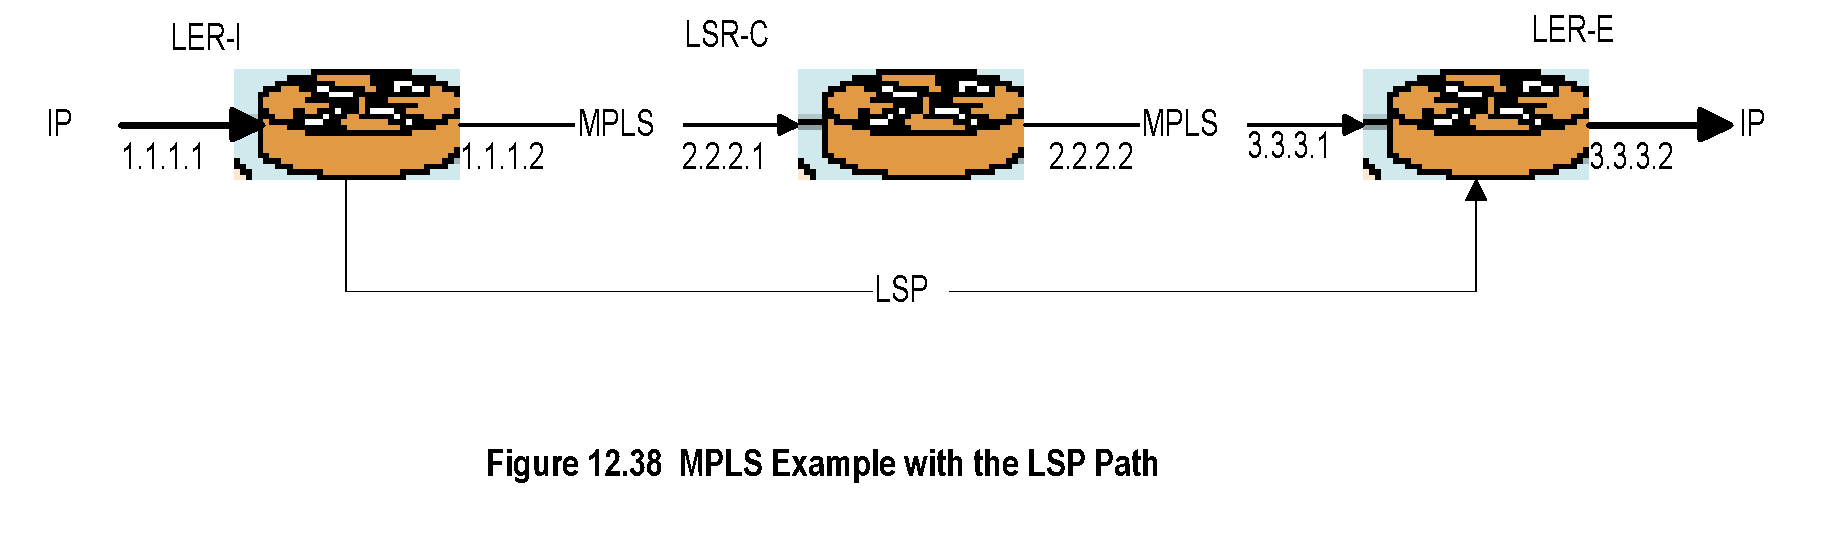 LER-I LSR-C LER-E
IP MPLS MPLS IP
1.1.1.1 1.1.1.2 2.2.2.1 2.2.2.2 3.3.3.1 3.3.3.2
LSP
Figure 12.38 MPLS Example with the LSP Path